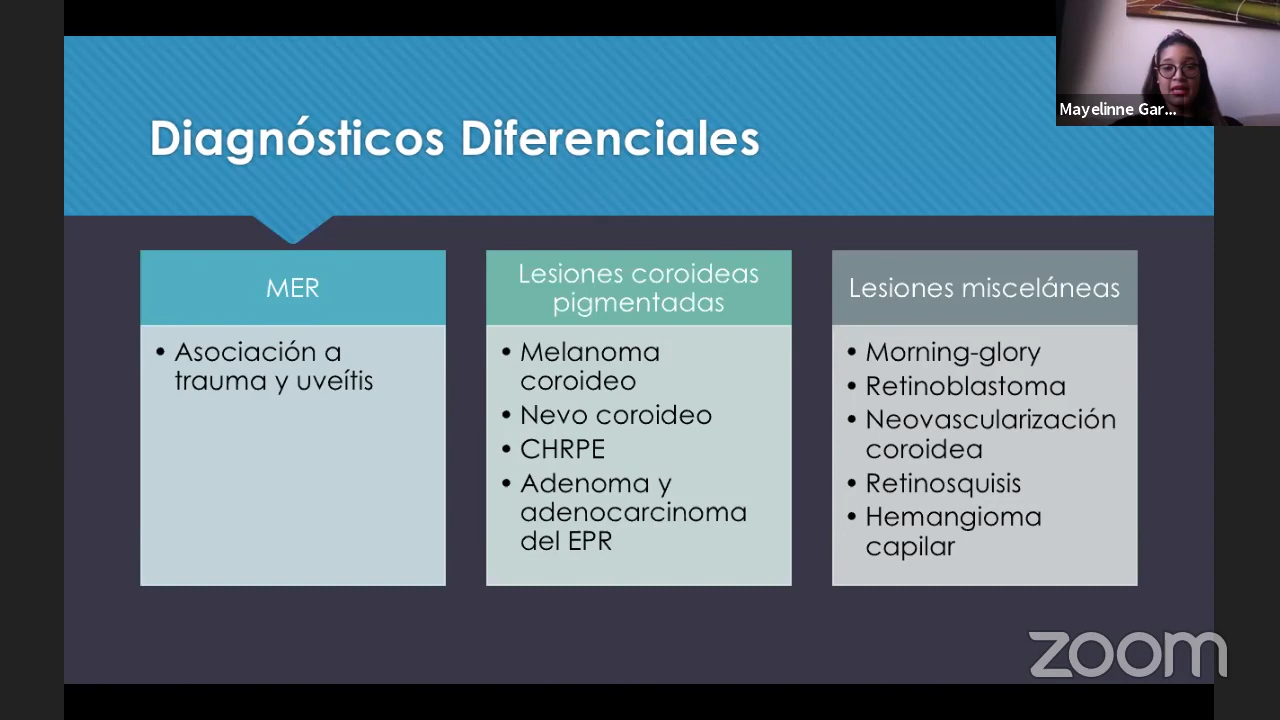 Mayelinne Gar...
Diagnósticos Diferenciales
MER
• Asociación a
trauma y uveítis
Lesiones coroideas
pigmentadas
• Melanoma
coroideo
• Nevo coroideo
• CHRPE
• Adenoma y
adenocarcinoma
del EPR
Lesiones misceláneas
• Morning-glory
• Retinoblastoma
• Neovascularización
coroidea
• Retinosquisis
• Hemangioma
capilar
zoom